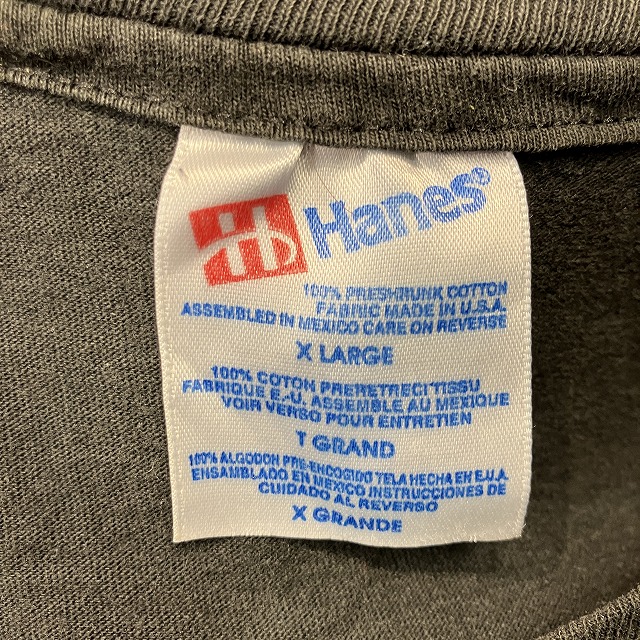 H Hanes®
100% PRESHRUNK COTTON
FABRIC MADE IN U.S.A.
ASSEMBLED IN MEXICO CARE ON REVERSE
X LARGE
100% COTON PRERETRECI TISSU
FABRIQUE E.-U. ASSEMBLE AU MEXIQUE
VOIR VERSO POUR ENTRETIEN
T GRAND
100% ALGODON PRE-ENCOGIDO TELA HECHA EN E.U.A.
ENSAMBLADO EN MEXICO INSTRUCCIONES DE
CUIDADO AL REVERSO
X GRANDE